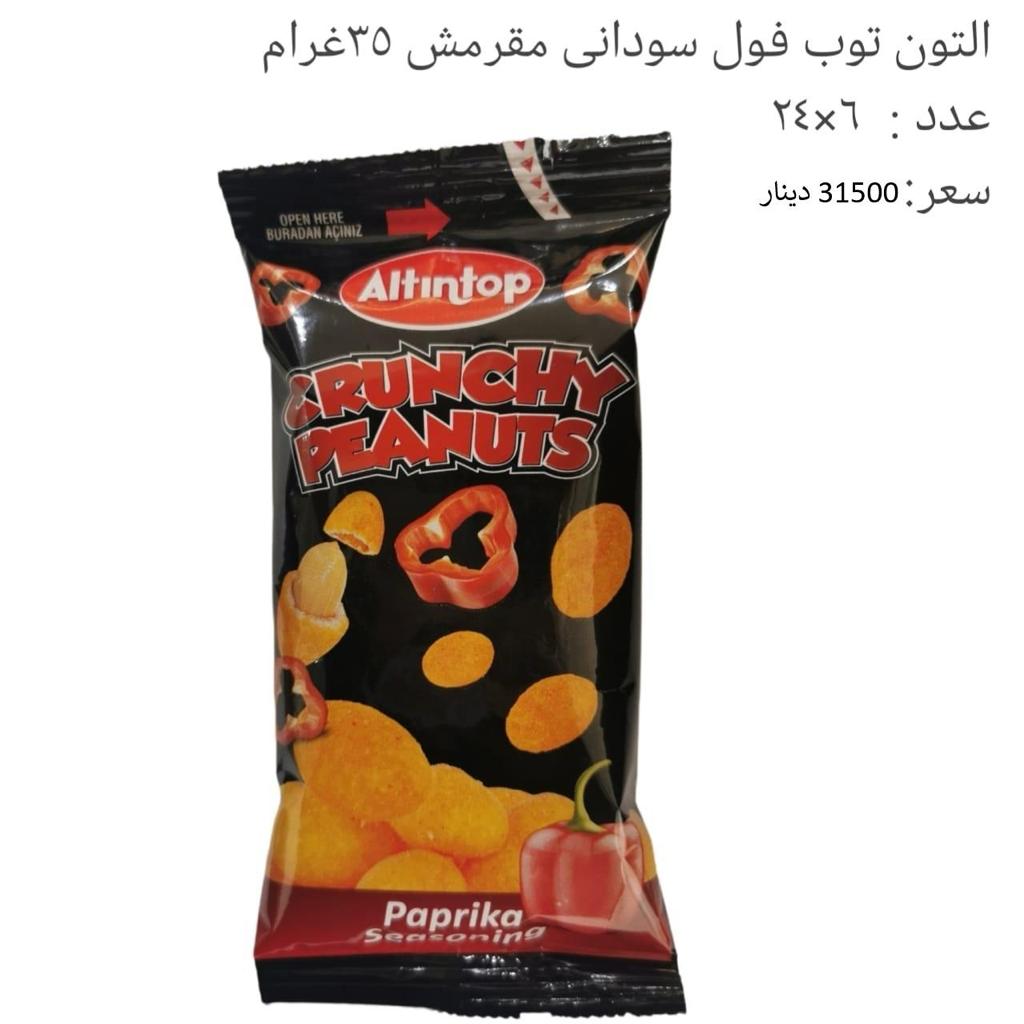 التون توب فول سودانى مقرمش ٣٥غرام
عدد : ٦×٢٤
سعر: 31500 دينار
OPEN HERE
BURADAN AÇINIZ
Altıntop
CRUNCHY
PEANUTS
Paprika
Seasoning